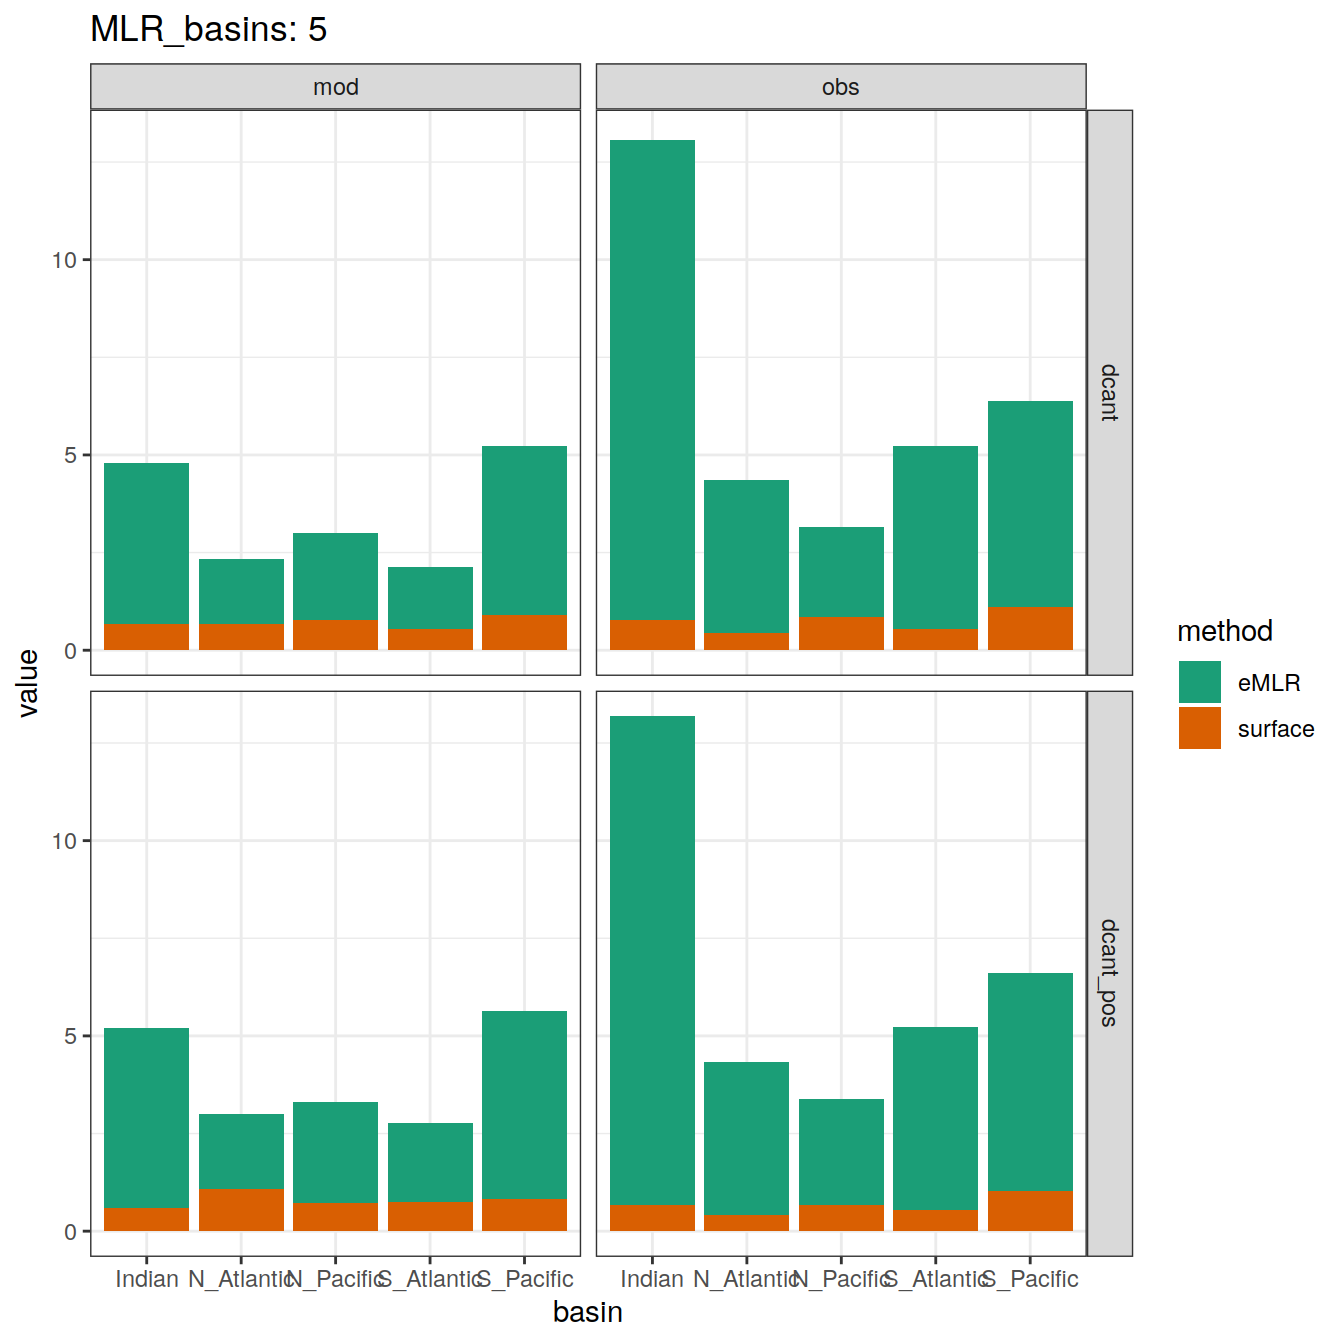 MLR_basins: 5
mod
obs
10
5
0
dcant
10
5
0
dcant_pos
value
Indian N_Atlantic N_Pacific S_Atlantic S_Pacific
Indian N_Atlantic N_Pacific S_Atlantic S_Pacific
basin
method
eMLR
surface